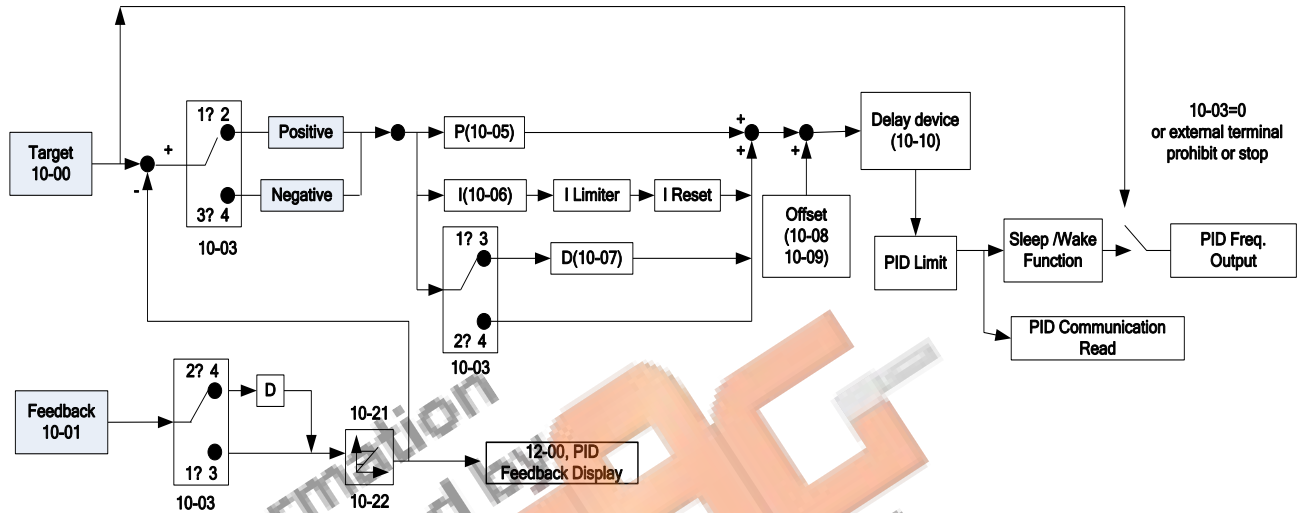 10-03=0
or external terminal
prohibit or stop
Target
10-00
+
-
1? 2
3? 4
10-03
Positive
Negative
P(10-05)
I(10-06)
I Limiter
I Reset
1? 3
2? 4
10-03
D(10-07)
+
+
+
Offset
(10-08
10-09)
Delay device
(10-10)
PID Limit
Sleep /Wake
Function
PID Freq.
Output
PID Communication
Read
Feedback
10-01
2? 4
1? 3
10-03
D
10-21
10-22
12-00, PID
Feedback Display